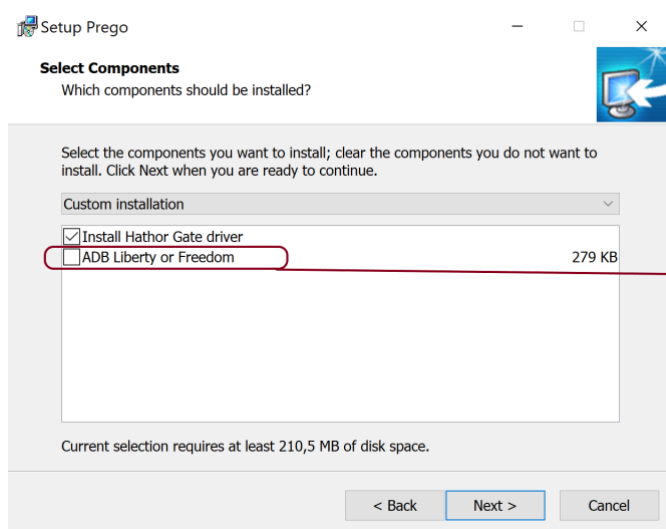 Setup Prego
Select Components
Which components should be installed?
Select the components you want to install; clear the components you do not want to
install. Click Next when you are ready to continue.
Custom installation
Install Hathor Gate driver
ADB Liberty or Freedom 279 KB
Current selection requires at least 210,5 MB of disk space.
< Back Next > Cancel